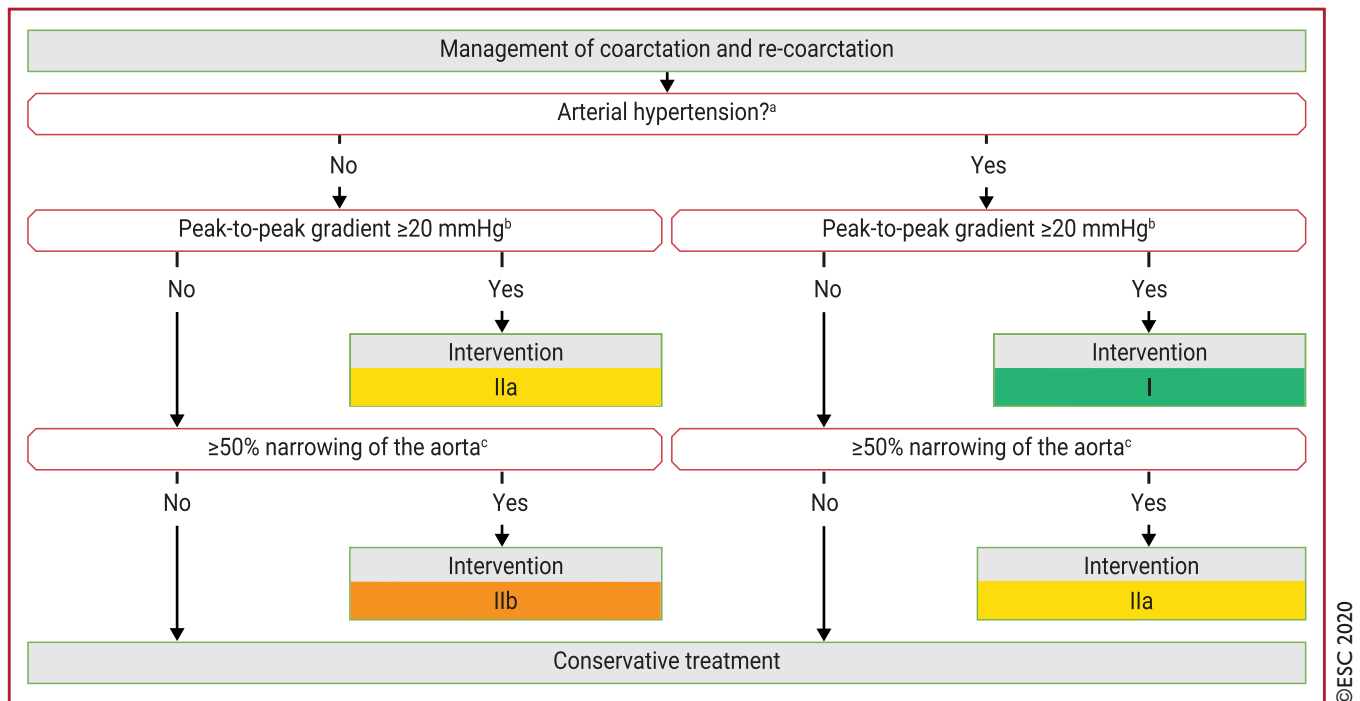 Management of coarctation and re-coarctation
Arterial hypertension?ᵃ
No
Yes
Peak-to-peak gradient ≥20 mmHgᵇ
Peak-to-peak gradient ≥20 mmHgᵇ
No
Yes
No
Yes
Intervention
IIa
Intervention
I
≥50% narrowing of the aortaᶜ
≥50% narrowing of the aortaᶜ
No
Yes
No
Yes
Intervention
IIb
Intervention
IIa
Conservative treatment
©ESC 2020